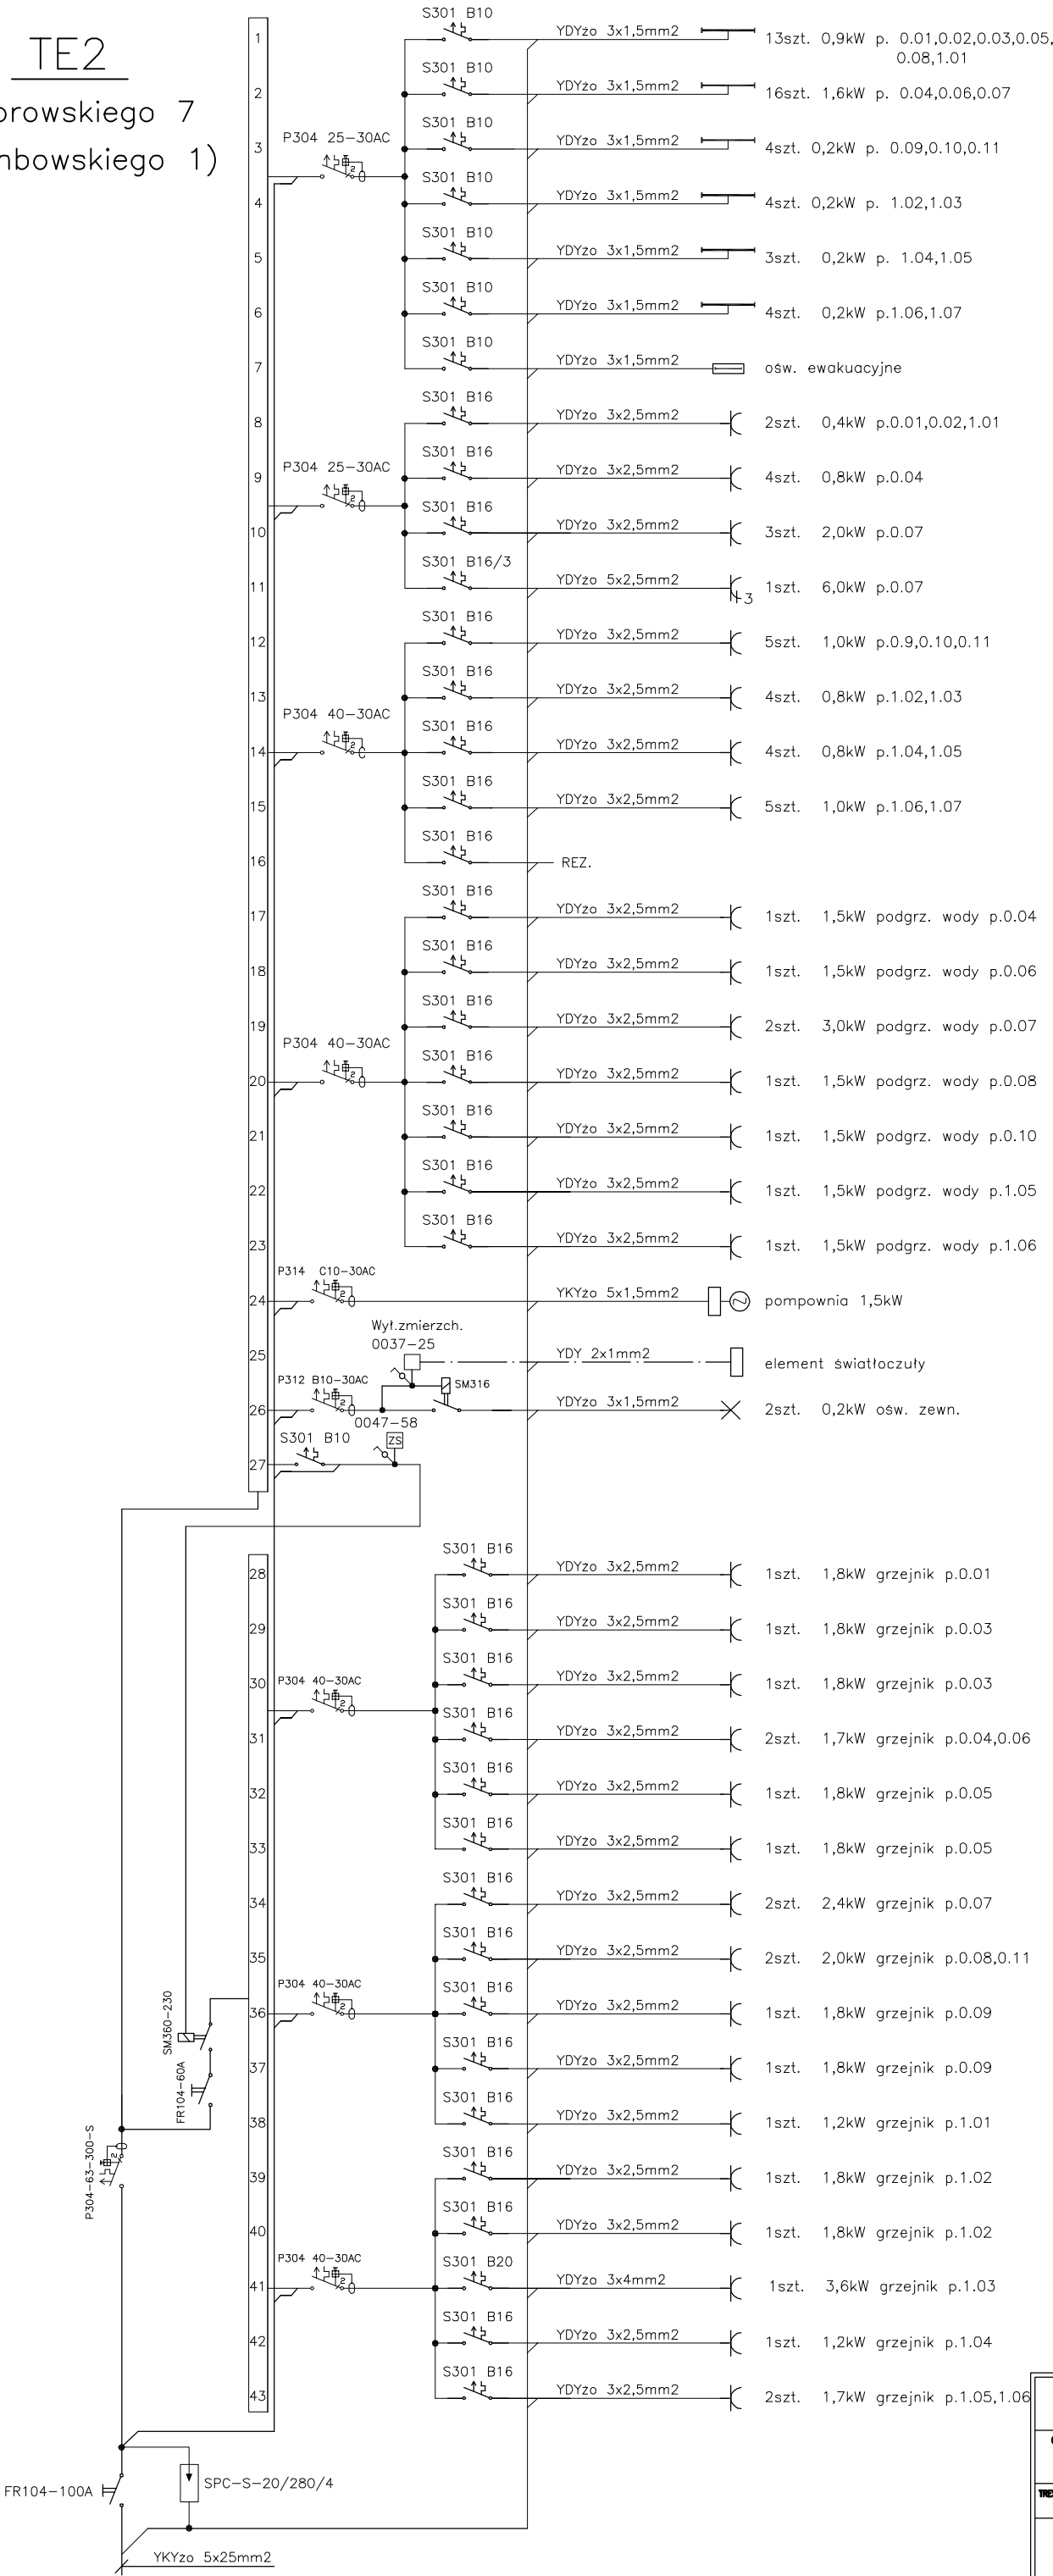 TE2
orowskiego 7
nbowskiego 1)
1
S301 B10
YDYżo 3x1,5mm2
13szt. 0,9kW p. 0.01,0.02,0.03,0.05,
0.08,1.01
2
S301 B10
YDYżo 3x1,5mm2
16szt. 1,6kW p. 0.04,0.06,0.07
P304 25-30AC
3
S301 B10
YDYżo 3x1,5mm2
4szt. 0,2kW p. 0.09,0.10,0.11
4
S301 B10
YDYżo 3x1,5mm2
4szt. 0,2kW p. 1.02,1.03
5
S301 B10
YDYżo 3x1,5mm2
3szt. 0,2kW p. 1.04,1.05
6
S301 B10
YDYżo 3x1,5mm2
4szt. 0,2kW p.1.06,1.07
7
S301 B10
YDYżo 3x1,5mm2
ośw. ewakuacyjne
8
S301 B16
YDYżo 3x2,5mm2
2szt. 0,4kW p.0.01,0.02,1.01
P304 25-30AC
9
S301 B16
YDYżo 3x2,5mm2
4szt. 0,8kW p.0.04
10
S301 B16
YDYżo 3x2,5mm2
3szt. 2,0kW p.0.07
11
S301 B16/3
YDYżo 5x2,5mm2
3
1szt. 6,0kW p.0.07
12
S301 B16
YDYżo 3x2,5mm2
5szt. 1,0kW p.0.9,0.10,0.11
13
S301 B16
YDYżo 3x2,5mm2
4szt. 0,8kW p.1.02,1.03
P304 40-30AC
14
S301 B16
YDYżo 3x2,5mm2
4szt. 0,8kW p.1.04,1.05
15
S301 B16
YDYżo 3x2,5mm2
5szt. 1,0kW p.1.06,1.07
16
S301 B16
REZ.
17
S301 B16
YDYżo 3x2,5mm2
1szt. 1,5kW podgrz. wody p.0.04
18
S301 B16
YDYżo 3x2,5mm2
1szt. 1,5kW podgrz. wody p.0.06
19
S301 B16
YDYżo 3x2,5mm2
2szt. 3,0kW podgrz. wody p.0.07
P304 40-30AC
20
S301 B16
YDYżo 3x2,5mm2
1szt. 1,5kW podgrz. wody p.0.08
21
S301 B16
YDYżo 3x2,5mm2
1szt. 1,5kW podgrz. wody p.0.10
22
S301 B16
YDYżo 3x2,5mm2
1szt. 1,5kW podgrz. wody p.1.05
23
S301 B16
YDYżo 3x2,5mm2
1szt. 1,5kW podgrz. wody p.1.06
P314 C10-30AC
24
YKYżo 5x1,5mm2
pompownia 1,5kW
Wył.zmierzch.
0037-25
25
YDY 2x1mm2
element światłoczuły
P312 B10-30AC
SM316
26
YDYżo 3x1,5mm2
2szt. 0,2kW ośw. zewn.
0047-58
S301 B10
ZS
27
28
S301 B16
YDYżo 3x2,5mm2
1szt. 1,8kW grzejnik p.0.01
29
S301 B16
YDYżo 3x2,5mm2
1szt. 1,8kW grzejnik p.0.03
30
S301 B16
YDYżo 3x2,5mm2
1szt. 1,8kW grzejnik p.0.03
P304 40-30AC
31
S301 B16
YDYżo 3x2,5mm2
2szt. 1,7kW grzejnik p.0.04,0.06
32
S301 B16
YDYżo 3x2,5mm2
1szt. 1,8kW grzejnik p.0.05
33
S301 B16
YDYżo 3x2,5mm2
1szt. 1,8kW grzejnik p.0.05
34
S301 B16
YDYżo 3x2,5mm2
2szt. 2,4kW grzejnik p.0.07
35
S301 B16
YDYżo 3x2,5mm2
2szt. 2,0kW grzejnik p.0.08,0.11
P304 40-30AC
36
S301 B16
YDYżo 3x2,5mm2
1szt. 1,8kW grzejnik p.0.09
37
S301 B16
YDYżo 3x2,5mm2
1szt. 1,8kW grzejnik p.0.09
38
S301 B16
YDYżo 3x2,5mm2
1szt. 1,2kW grzejnik p.1.01
SM360-230
FR104-60A
P304-63-300-S
39
S301 B16
YDYżo 3x2,5mm2
1szt. 1,8kW grzejnik p.1.02
40
S301 B16
YDYżo 3x2,5mm2
1szt. 1,8kW grzejnik p.1.02
P304 40-30AC
41
S301 B20
YDYżo 3x4mm2
1szt. 3,6kW grzejnik p.1.03
42
S301 B16
YDYżo 3x2,5mm2
1szt. 1,2kW grzejnik p.1.04
43
S301 B16
YDYżo 3x2,5mm2
2szt. 1,7kW grzejnik p.1.05,1.06
FR104-100A
SPC-S-20/280/4
YKYżo 5x25mm2